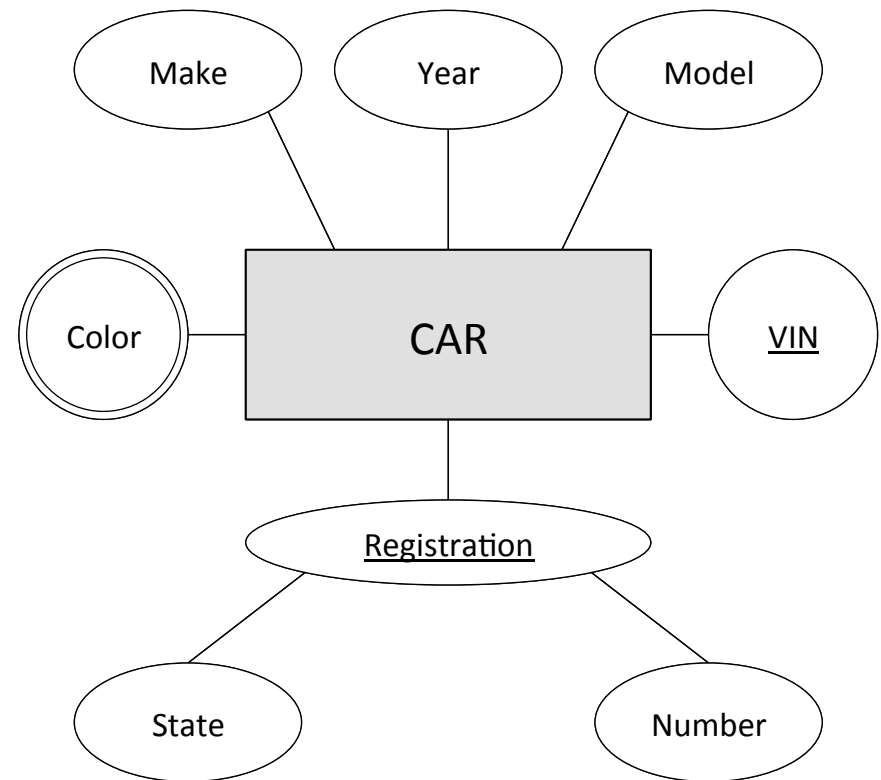 Make
Year
Model
Color
CAR
VIN
Registration
State
Number